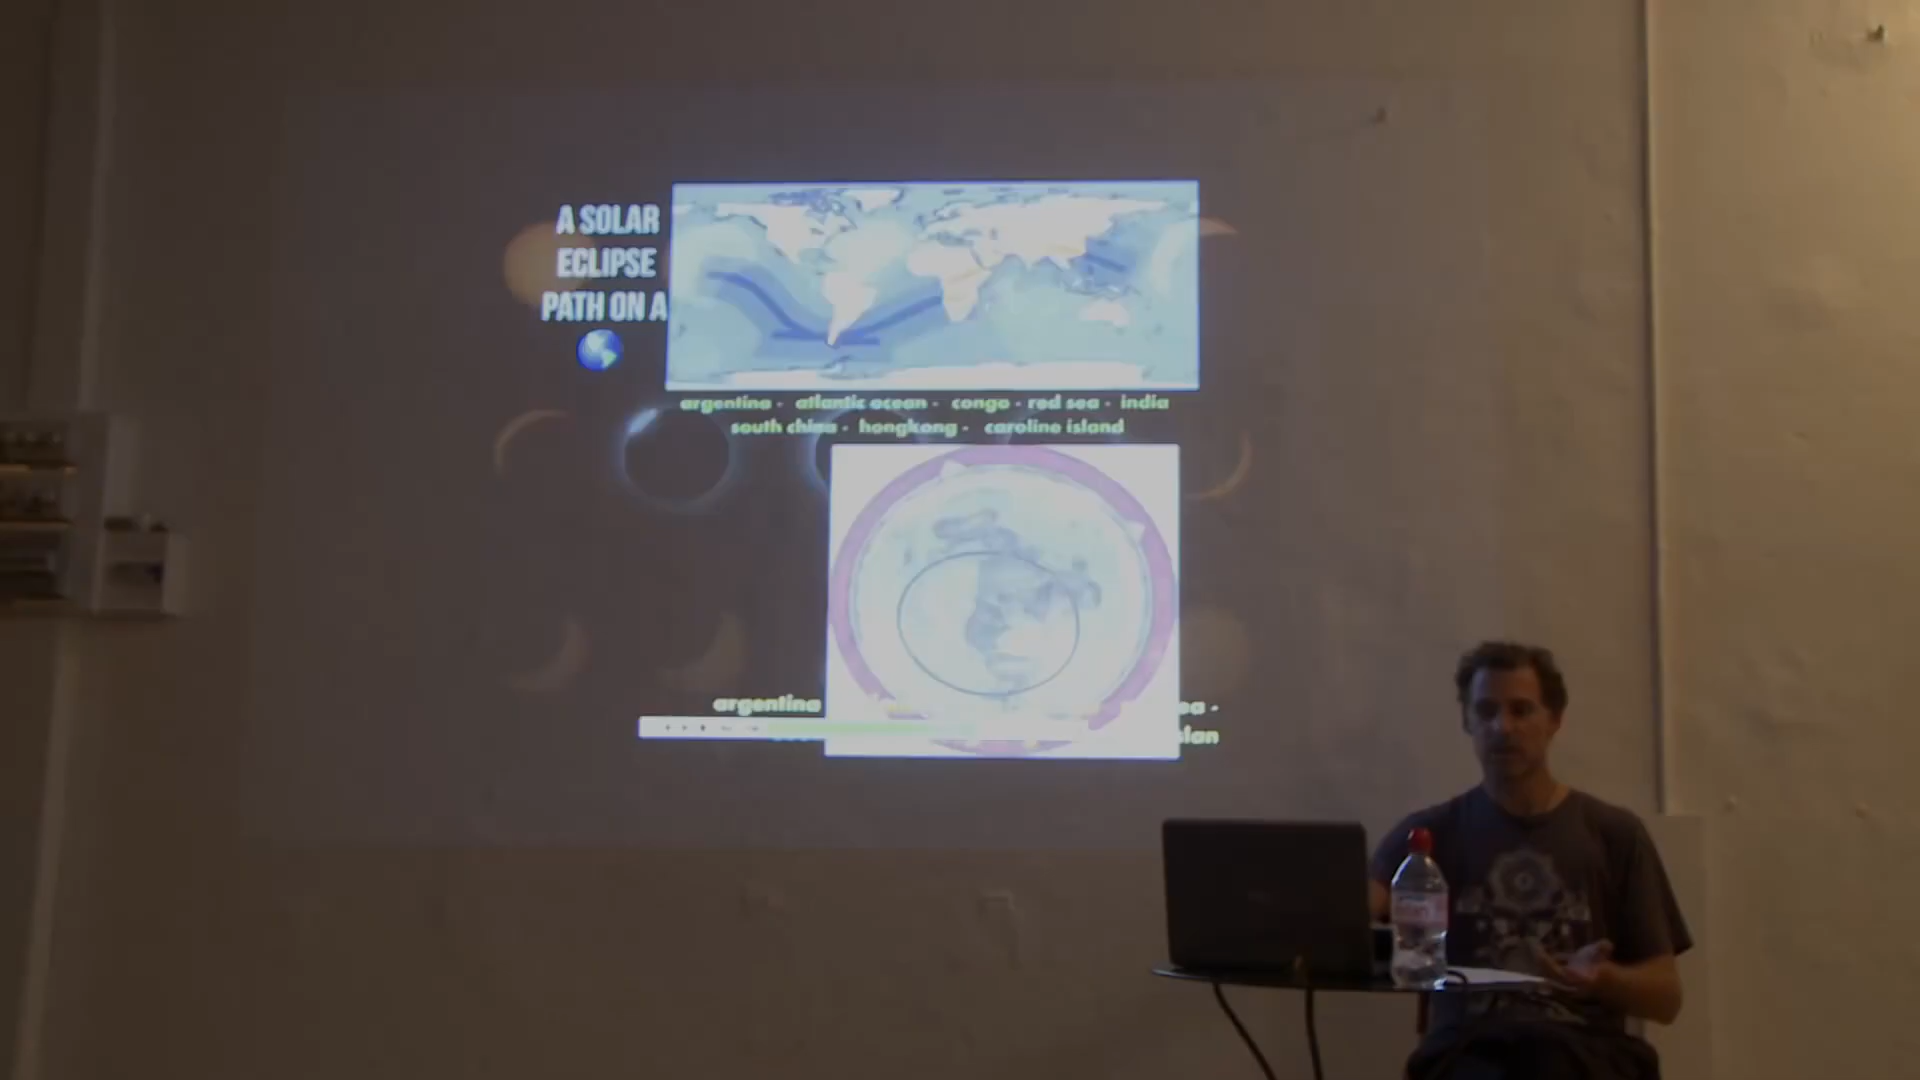 A SOLAR
ECLIPSE
PATH ON A
argentina - atlantic ocean - congo - red sea - india
south china - hongkong - caroline island
argentina